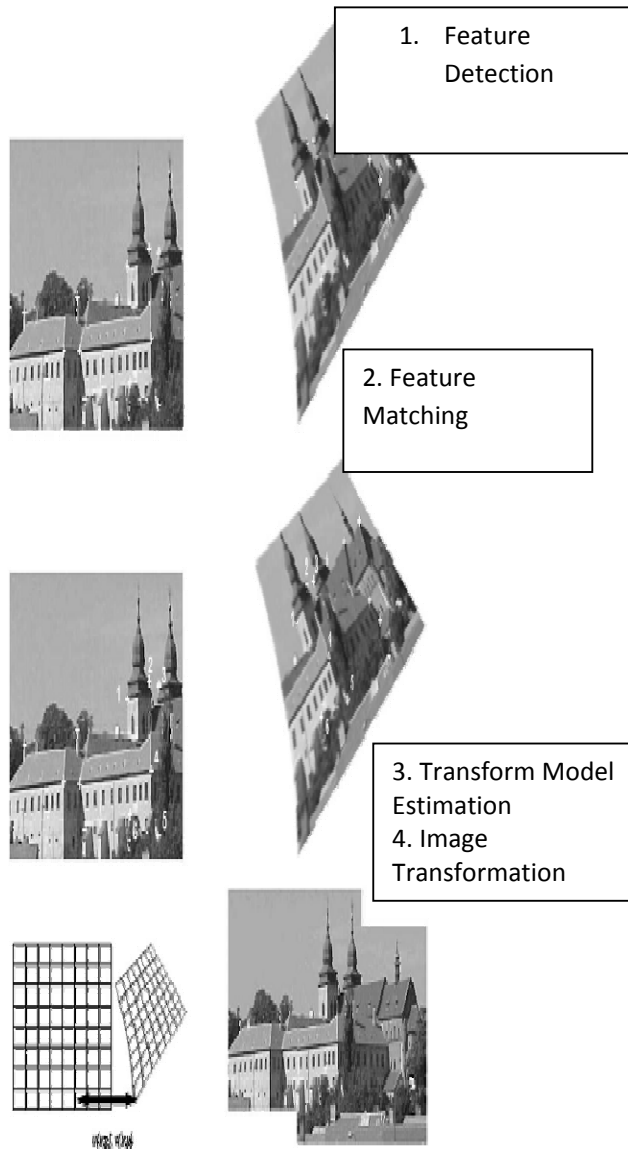 1. Feature
Detection
2. Feature
Matching
3. Transform Model
Estimation
4. Image
Transformation